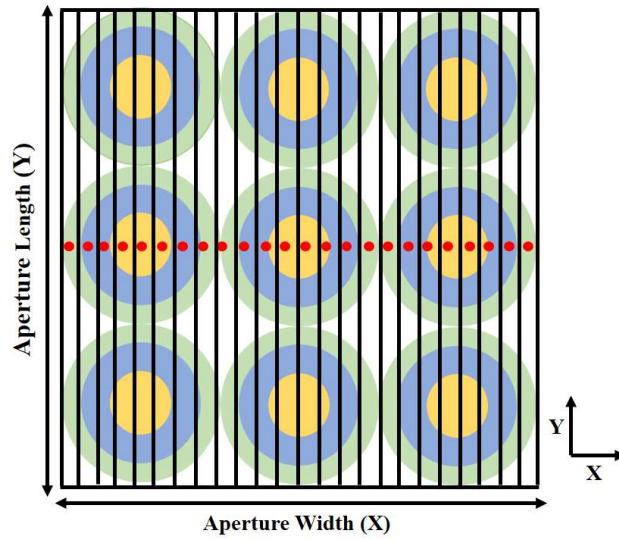 Aperture Length (Y)
Y
X
Aperture Width (X)